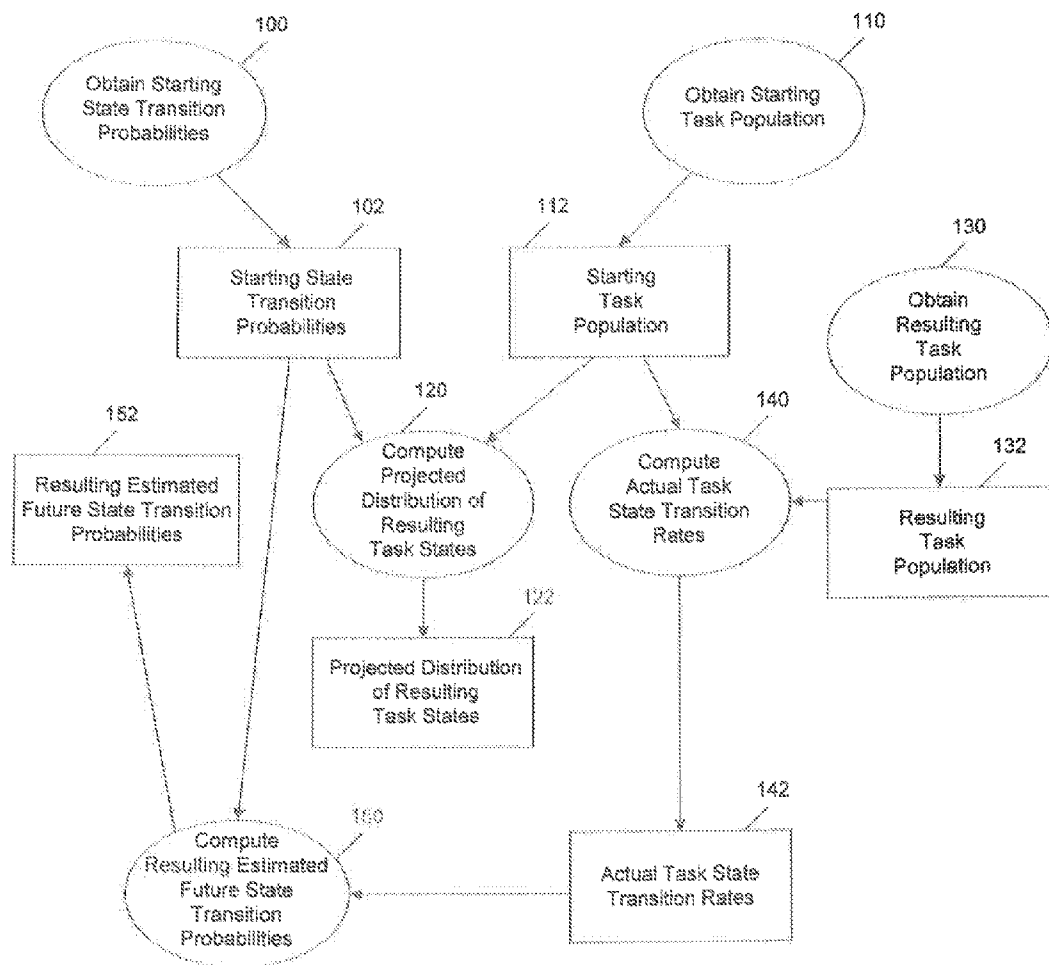 100
Obtain Starting
State Transition
Probabilities
110
Obtain Starting
Task Population
102
Starting State
Transition
Probabilities
112
Starting
Task
Population
130
Obtain
Resulting
Task
Population
152
Resulting Estimated
Future State Transition
Probabilities
120
Compute
Projected
Distribution of
Resulting
Task States
140
Compute
Actual Task
State Transition
Rates
132
Resulting
Task
Population
122
Projected Distribution
of Resulting
Task States
150
Compute
Resulting Estimated
Future State
Transition
Probabilities
142
Actual Task State
Transition Rates